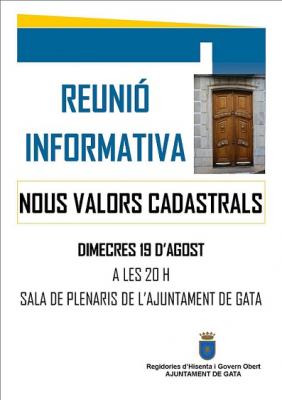 REUNIÓ
INFORMATIVA
NOUS VALORS CADASTRALS
DIMECRES 19 D'AGOST
A LES 20 H
SALA DE PLENARIS DE L'AJUNTAMENT DE GATA
Regidories d'Hisenta i Govern Obert
AJUNTAMENT DE GATA